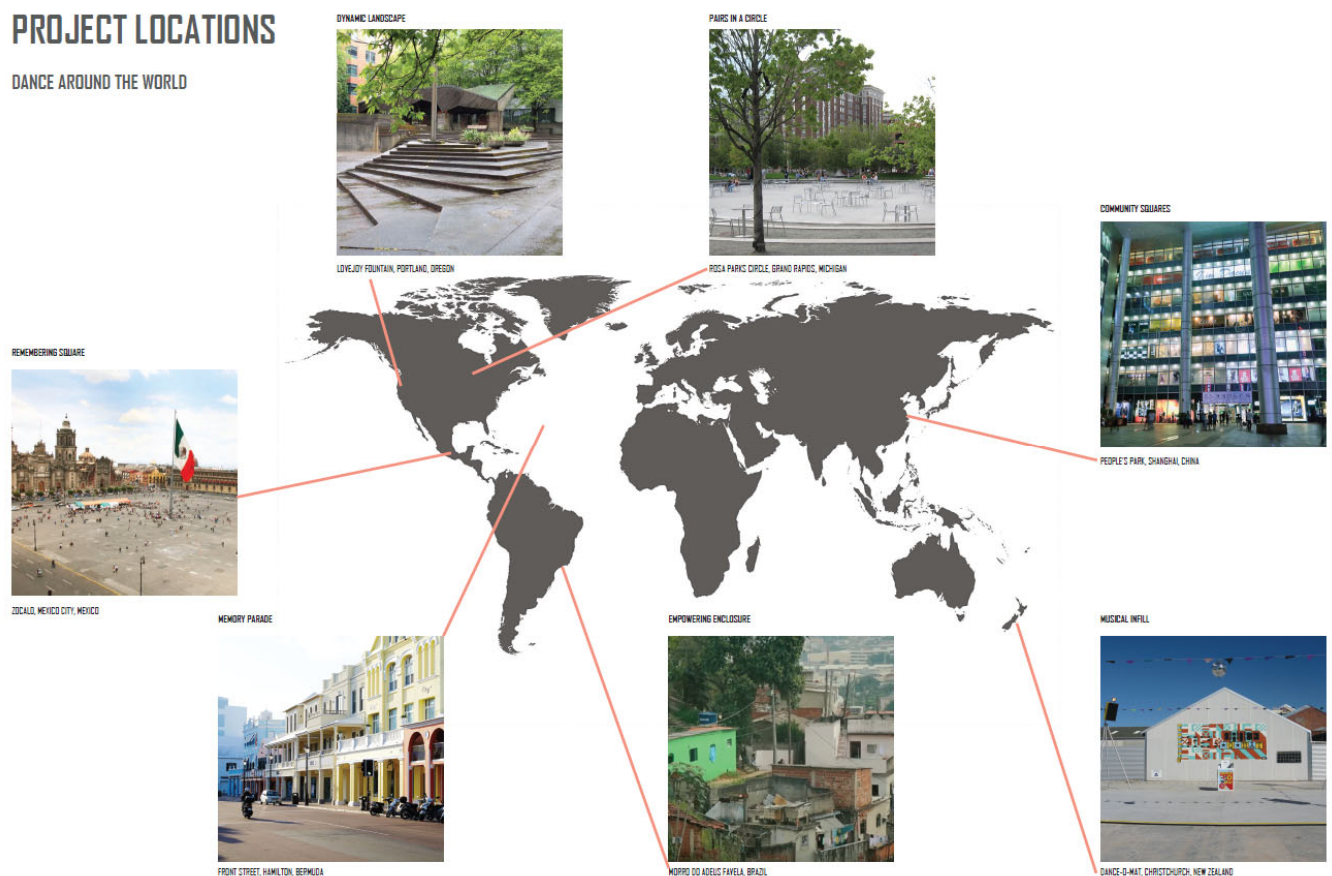 PROJECT LOCATIONS
DANCE AROUND THE WORLD
DYNAMIC LANDSCAPE
LOVEJOY FOUNTAIN, PORTLAND, OREGON
PAIRS IN A CIRCLE
ROSA PARKS CIRCLE, GRAND RAPIDS, MICHIGAN
COMMUNITY SQUARES
PEOPLE'S PARK, SHANGHAI, CHINA
REMEMBERING SQUARE
ZOCALO, MEXICO CITY, MEXICO
MEMORY PARADE
FRONT STREET, HAMILTON, BERMUDA
EMPOWERING ENCLOSURE
MORRO DO ADEUS FAVELA, BRAZIL
MUSICAL INFILL
DANCE-O-MAT, CHRISTCHURCH, NEW ZEALAND